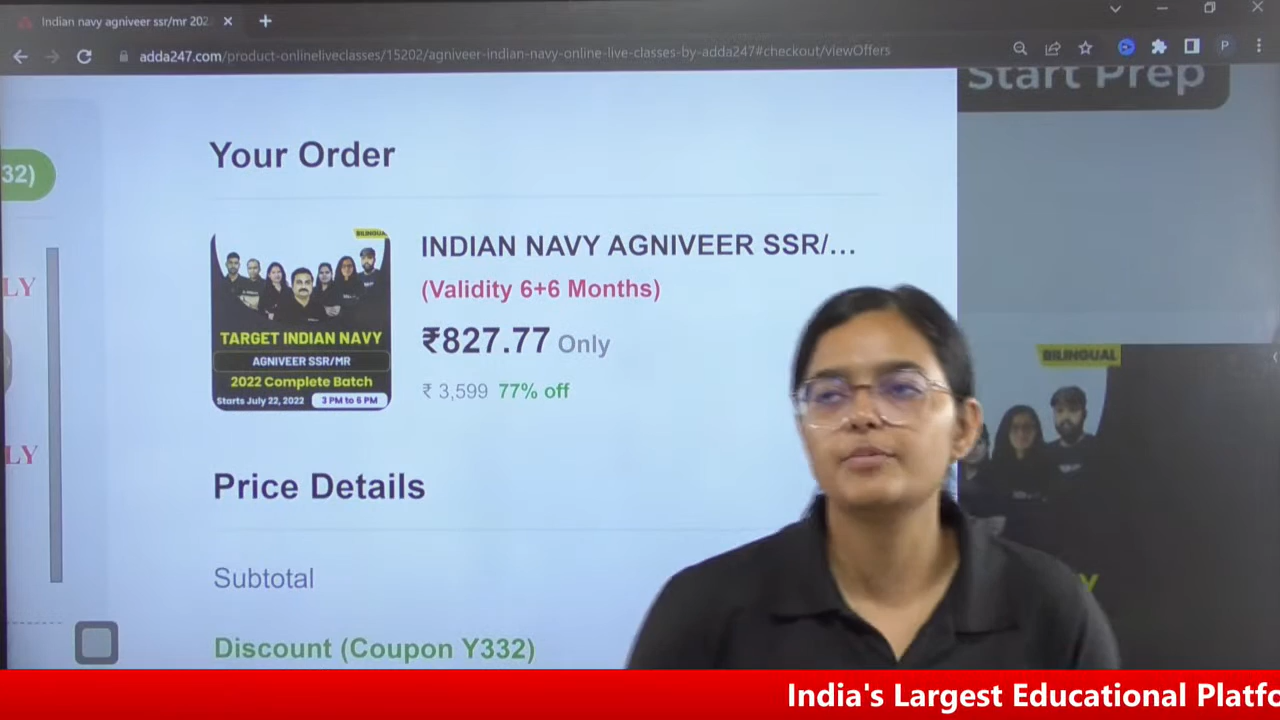 Indian navy agniveer ssr/mr 202
adda247.com/product-onlineliveclasses/15202/agniveer-indian-navy-online-live-classes-by-adda247#checkout/viewOffers
P
Start Prep
32)
Your Order
BILINGUAL
INDIAN NAVY AGNIVEER SSR/...
(Validity 6+6 Months)
₹827.77 Only
₹ 3,599 77% off
TARGET INDIAN NAVY
AGNIVEER SSR/MR
2022 Complete Batch
Starts July 22, 2022 3 PM to 6 PM
LY
LY
BILINGUAL
Price Details
Subtotal
Y
Discount (Coupon Y332)
India's Largest Educational Platfo